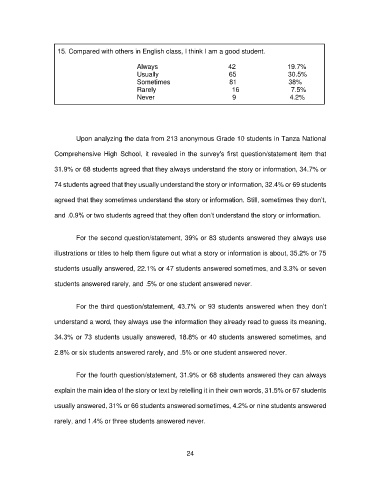 15. Compared with others in English class, I think I am a good student.
Always 42 19.7%
Usually 65 30.5%
Sometimes 81 38%
Rarely 16 7.5%
Never 9 4.2%
Upon analyzing the data from 213 anonymous Grade 10 students in Tanza National
Comprehensive High School, it revealed in the survey's first question/statement item that
31.9% or 68 students agreed that they always understand the story or information, 34.7% or
74 students agreed that they usually understand the story or information, 32.4% or 69 students
agreed that they sometimes understand the story or information. Still, sometimes they don't,
and .0.9% or two students agreed that they often don't understand the story or information.
For the second question/statement, 39% or 83 students answered they always use
illustrations or titles to help them figure out what a story or information is about, 35.2% or 75
students usually answered, 22.1% or 47 students answered sometimes, and 3.3% or seven
students answered rarely, and .5% or one student answered never.
For the third question/statement, 43.7% or 93 students answered when they don't
understand a word, they always use the information they already read to guess its meaning,
34.3% or 73 students usually answered, 18.8% or 40 students answered sometimes, and
2.8% or six students answered rarely, and .5% or one student answered never.
For the fourth question/statement, 31.9% or 68 students answered they can always
explain the main idea of the story or text by retelling it in their own words, 31.5% or 67 students
usually answered, 31% or 66 students answered sometimes, 4.2% or nine students answered
rarely, and 1.4% or three students answered never.
24